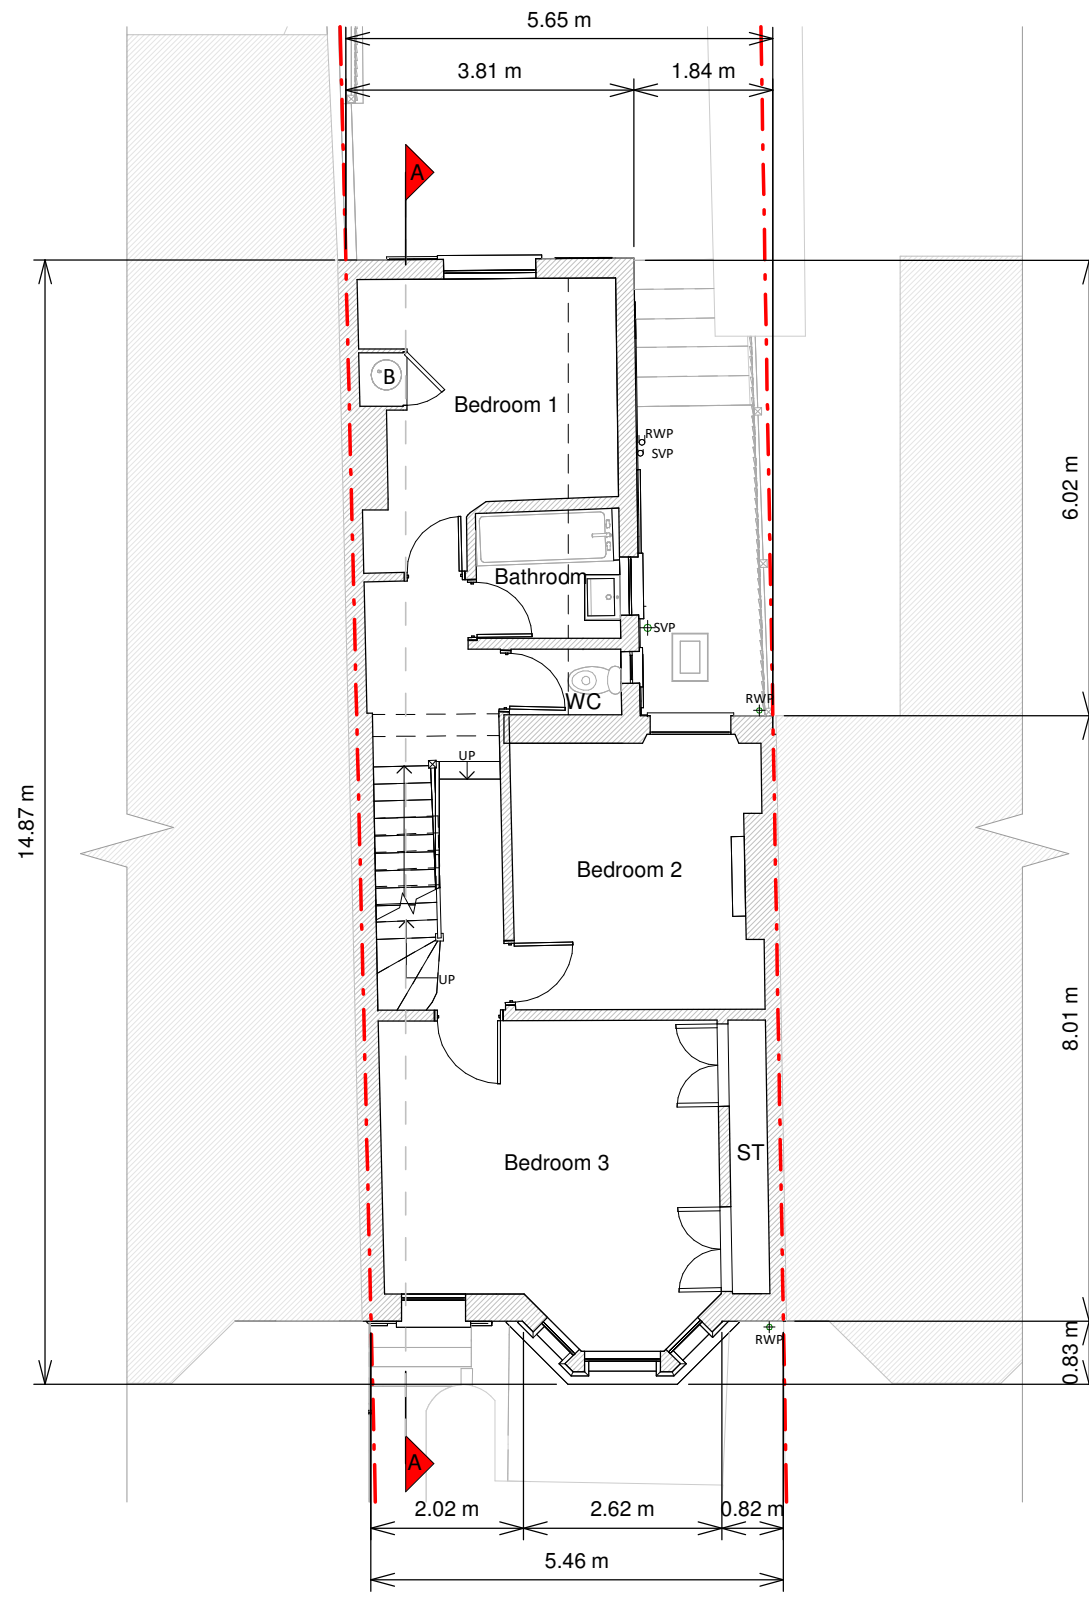 5.65 m
3.81 m
1.84 m
A
B
Bedroom 1
RWP
SVP
6.02 m
Bathroom
SVP
WC
RWP
UP
14.87 m
Bedroom 2
UP
8.01 m
Bedroom 3
ST
RWP
0.83 m
A
2.02 m
2.62 m
0.82 m
5.46 m